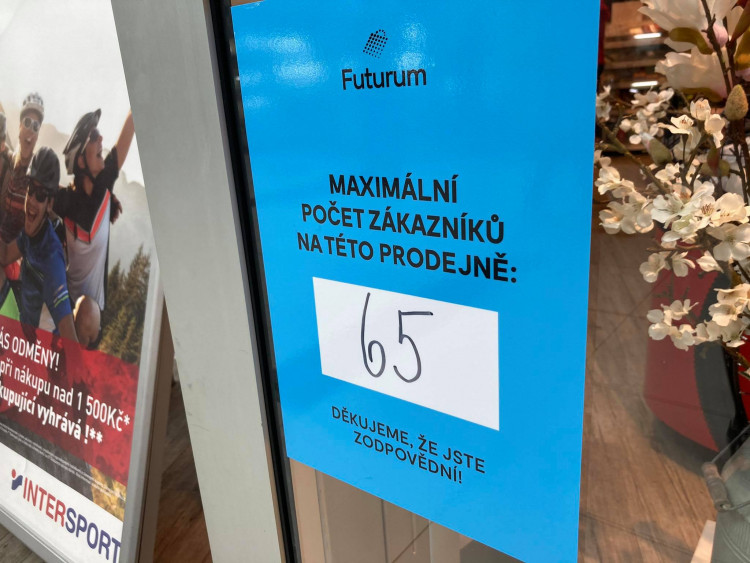 Futurum
MAXIMÁLNÍ
POČET ZÁKAZNÍKŮ
NA TÉTO PRODEJNĚ:
65
DĚKUJEME, ŽE JSTE
ZODPOVĚDNÍ!
ODMĚNY!
při nákupu nad 1 500Kč*
kupující vyhrává !**
INTERSPORT